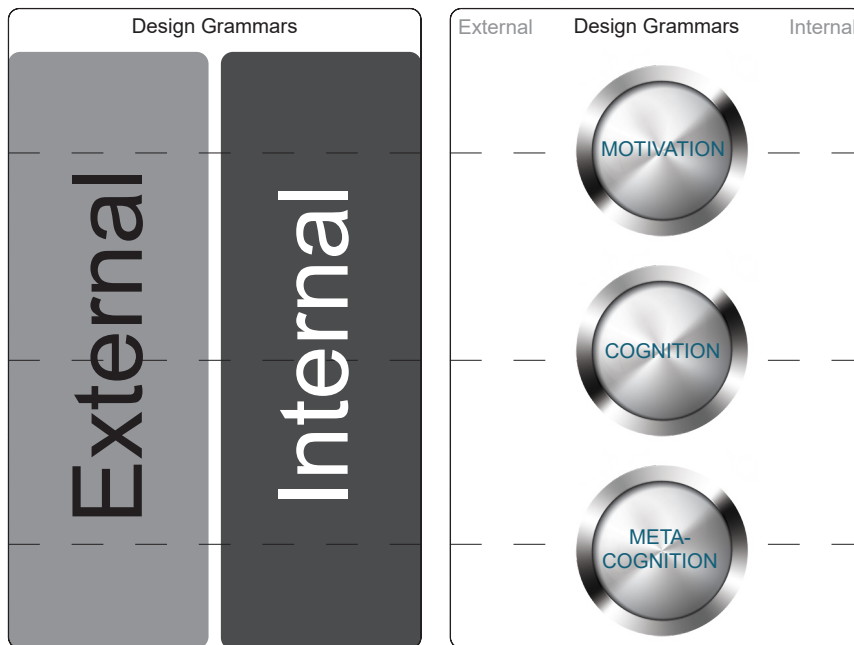 Design Grammars
External
Internal
External Design Grammars Internal
MOTIVATION
COGNITION
META-
COGNITION